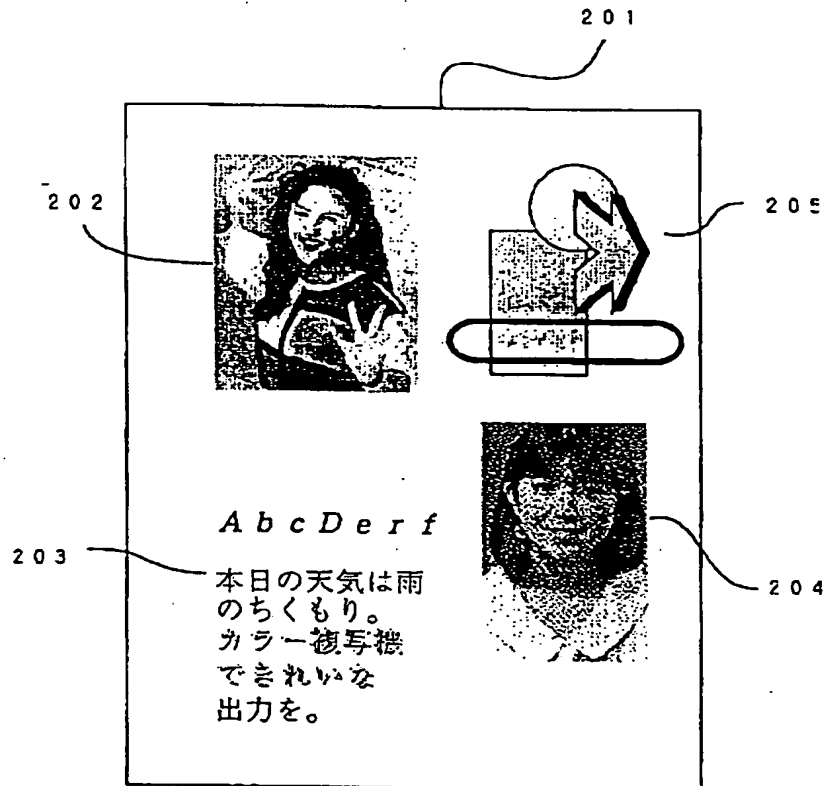 201
202
205
AbcDerf
203
本日の天気は雨
のちくもり。
カラー複写機
できれいな
出力を。
204